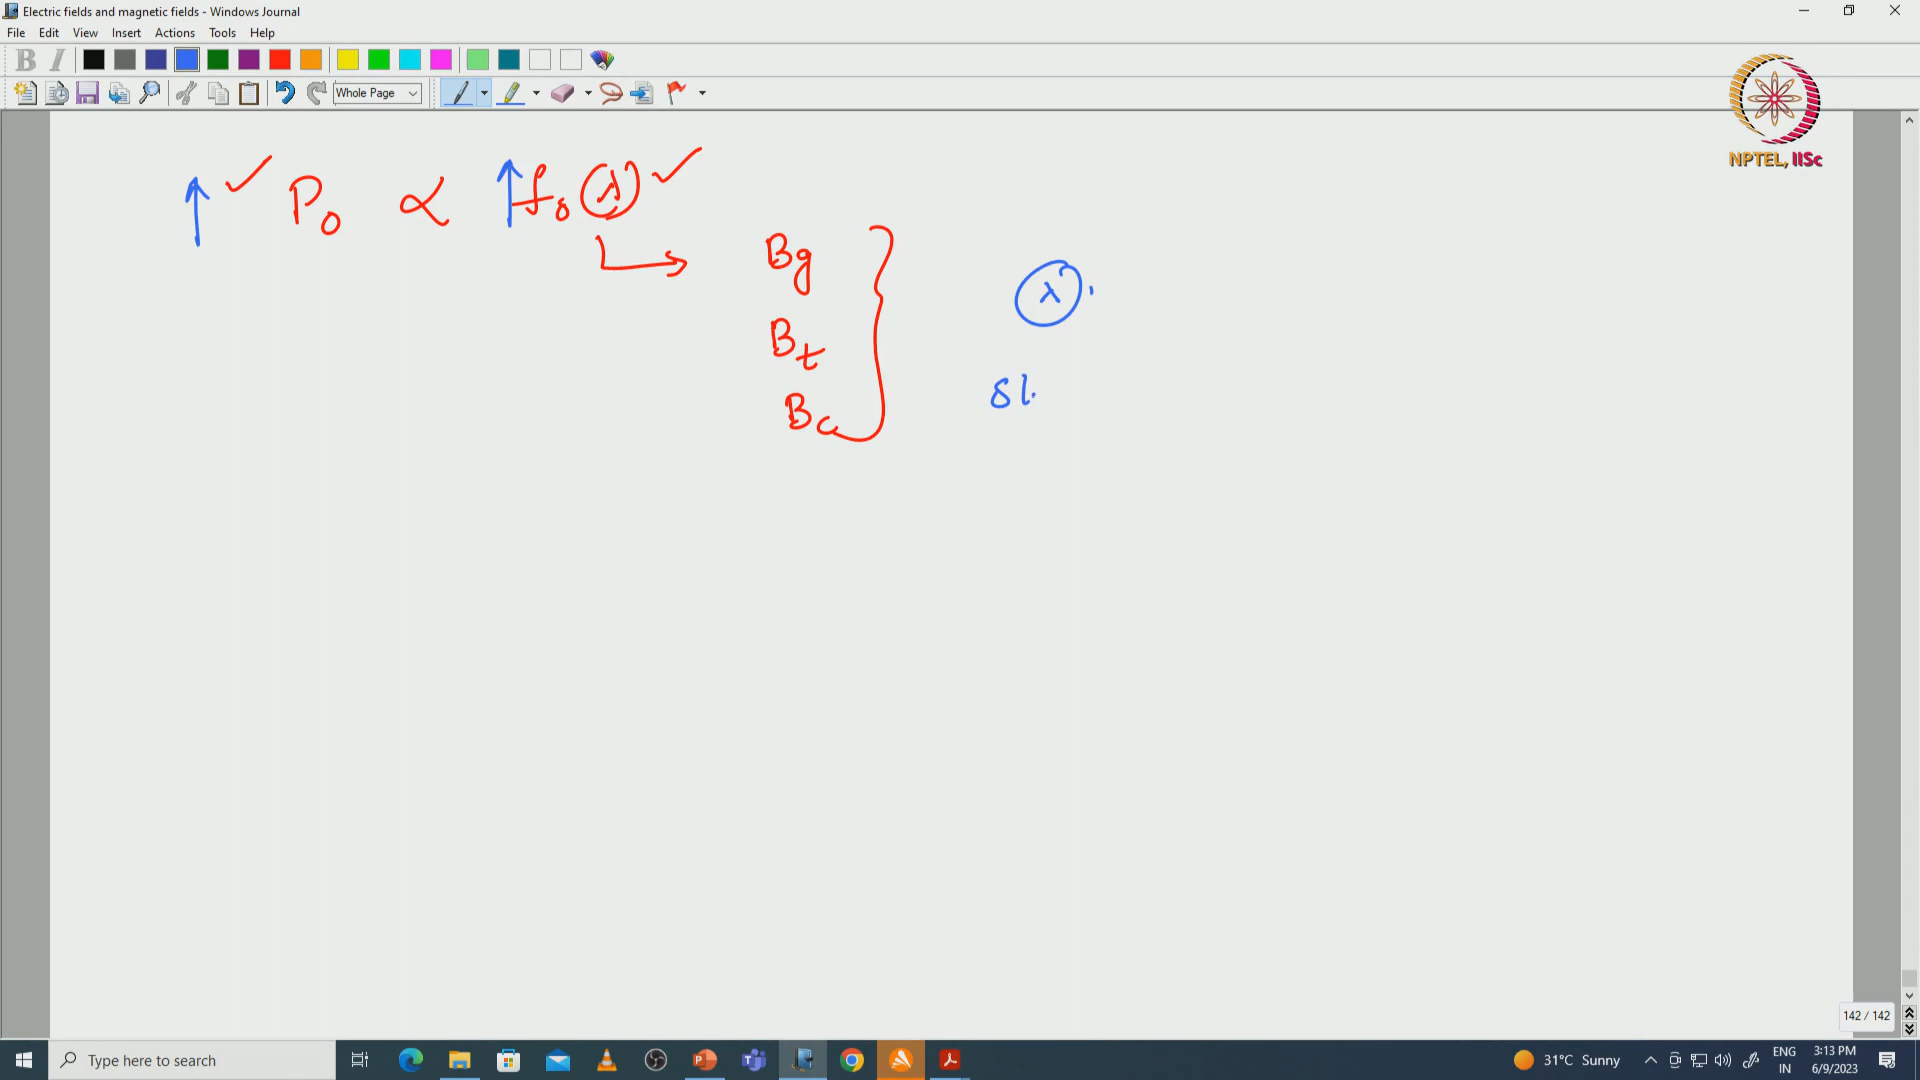 Electric fields and magnetic fields - Windows Journal
File Edit View Insert Actions Tools Help
B I
Whole Page
NPTEL, IISc
↑ ✓ P₀ ∝ ↑ f₀ λ ✓
Bg
Bt
Bc
λ
142 / 142
Type here to search
31°C Sunny
ENG
IN
3:13 PM
6/9/2023